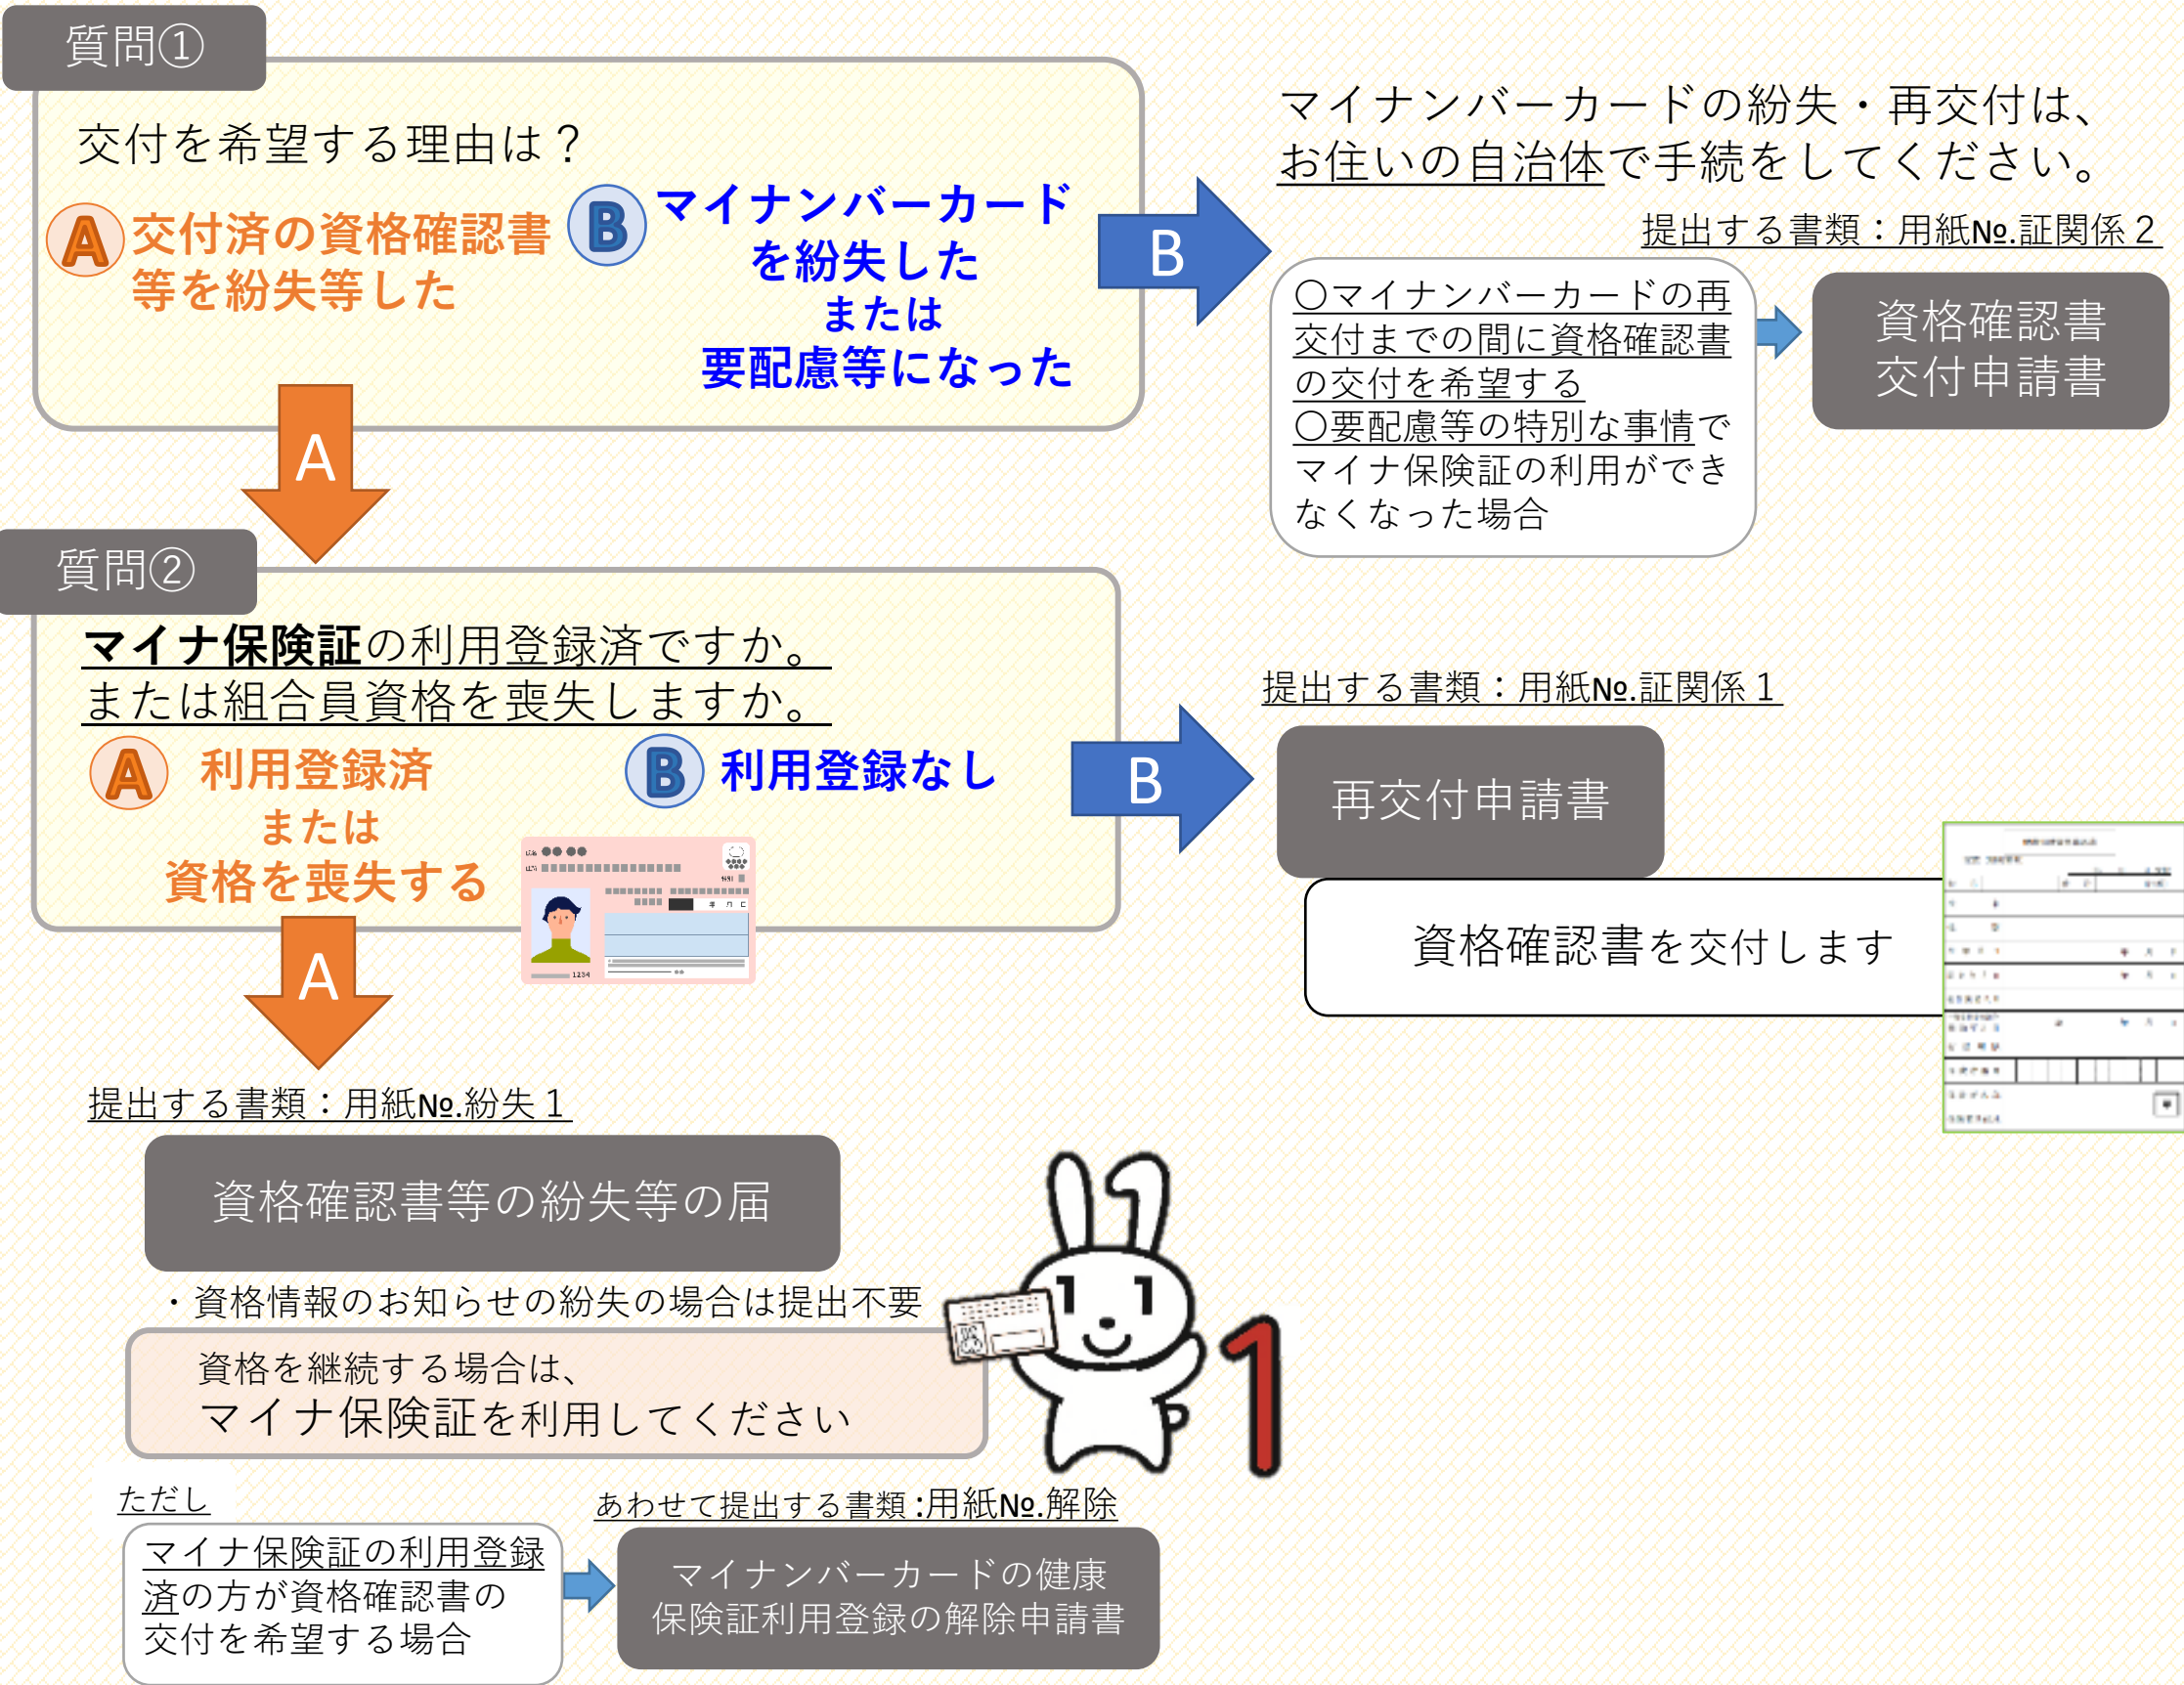 質問①
交付を希望する理由は？
A 交付済の資格確認書
等を紛失等した
B マイナンバーカード
を紛失した
または
要配慮等になった
B
マイナンバーカードの紛失・再交付は、
お住いの自治体で手続をしてください。
提出する書類：用紙№.証関係２
〇マイナンバーカードの再
交付までの間に資格確認書
の交付を希望する
〇要配慮等の特別な事情で
マイナ保険証の利用ができ
なくなった場合
資格確認書
交付申請書
A
質問②
マイナ保険証の利用登録済ですか。
または組合員資格を喪失しますか。
A 利用登録済
または
資格を喪失する
B 利用登録なし
1234
B
提出する書類：用紙№.証関係１
再交付申請書
資格確認書を交付します
A
提出する書類：用紙№.紛失１
資格確認書等の紛失等の届
・資格情報のお知らせの紛失の場合は提出不要
資格を継続する場合は、
マイナ保険証を利用してください
1
ただし
マイナ保険証の利用登録
済の方が資格確認書の
交付を希望する場合
あわせて提出する書類:用紙№.解除
マイナンバーカードの健康
保険証利用登録の解除申請書